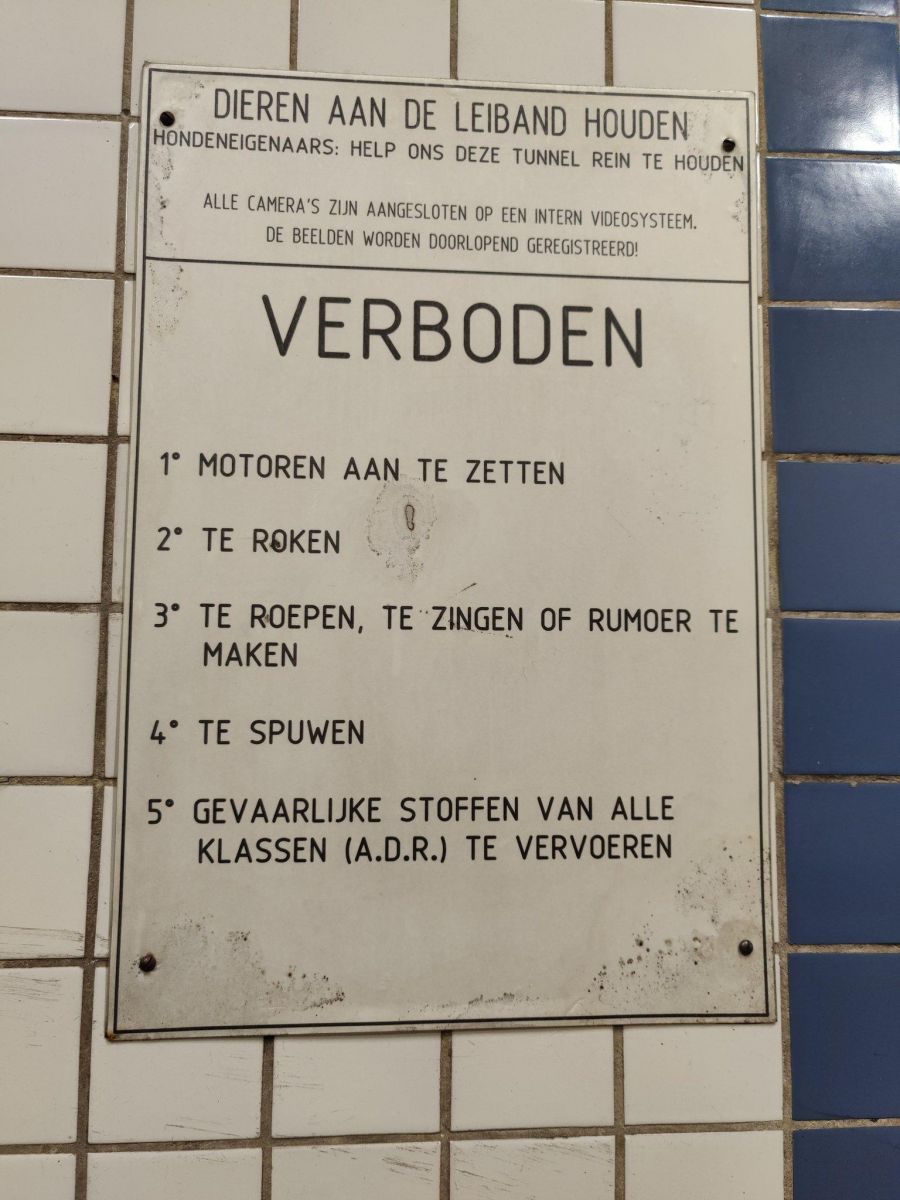 DIEREN AAN DE LEIBAND HOUDEN
HONDENEIGENAARS: HELP ONS DEZE TUNNEL REIN TE HOUDEN
ALLE CAMERA'S ZIJN AANGESLOTEN OP EEN INTERN VIDEOSYSTEEM.
DE BEELDEN WORDEN DOORLOPEND GEREGISTREERD!
VERBODEN
1° MOTOREN AAN TE ZETTEN
2° TE ROKEN
3° TE ROEPEN, TE ZINGEN OF RUMOER TE
MAKEN
4° TE SPUWEN
5° GEVAARLIJKE STOFFEN VAN ALLE
KLASSEN (A.D.R.) TE VERVOEREN